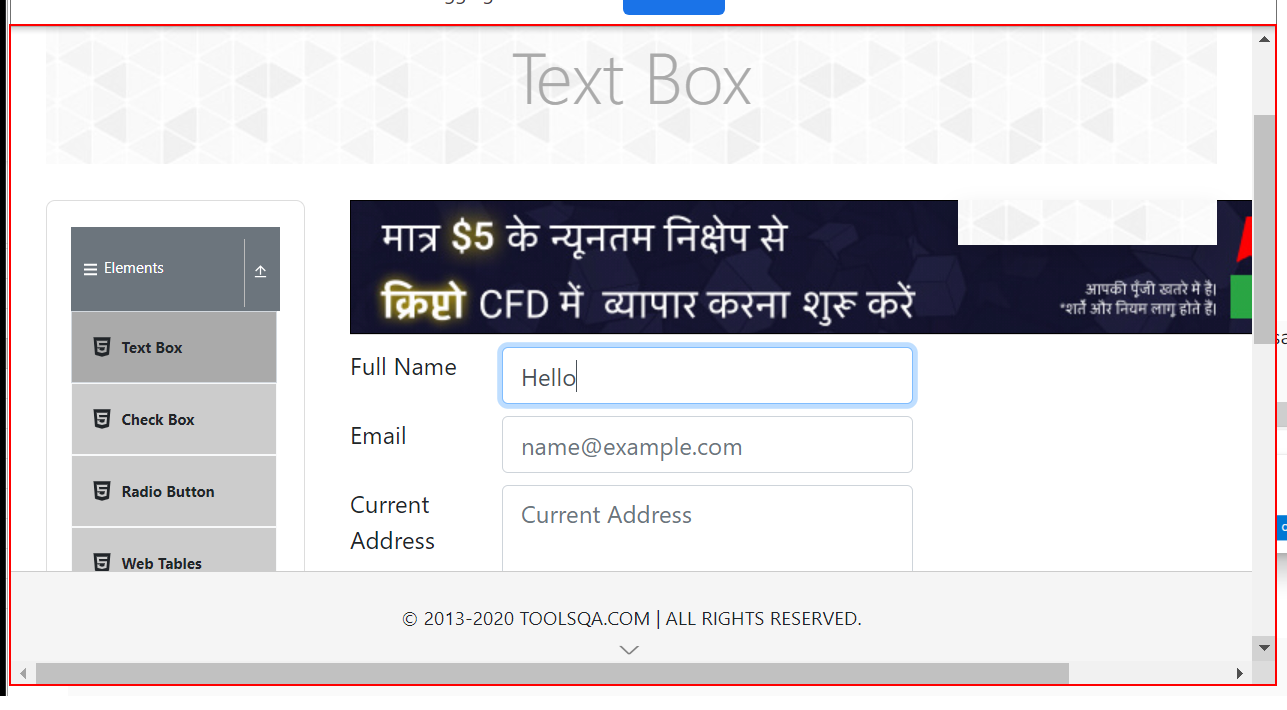 Text Box
मात्र $5 के न्यूनतम निक्षेप से
क्रिप्टो CFD में व्यापार करना शुरू करें
आपकी पूँजी खतरे में है।
*शर्तें और नियम लागू होते हैं।
Elements
Text Box
Check Box
Radio Button
Web Tables
Full Name
Hello
Email
name@example.com
Current
Address
Current Address
© 2013-2020 TOOLSQA.COM | ALL RIGHTS RESERVED.